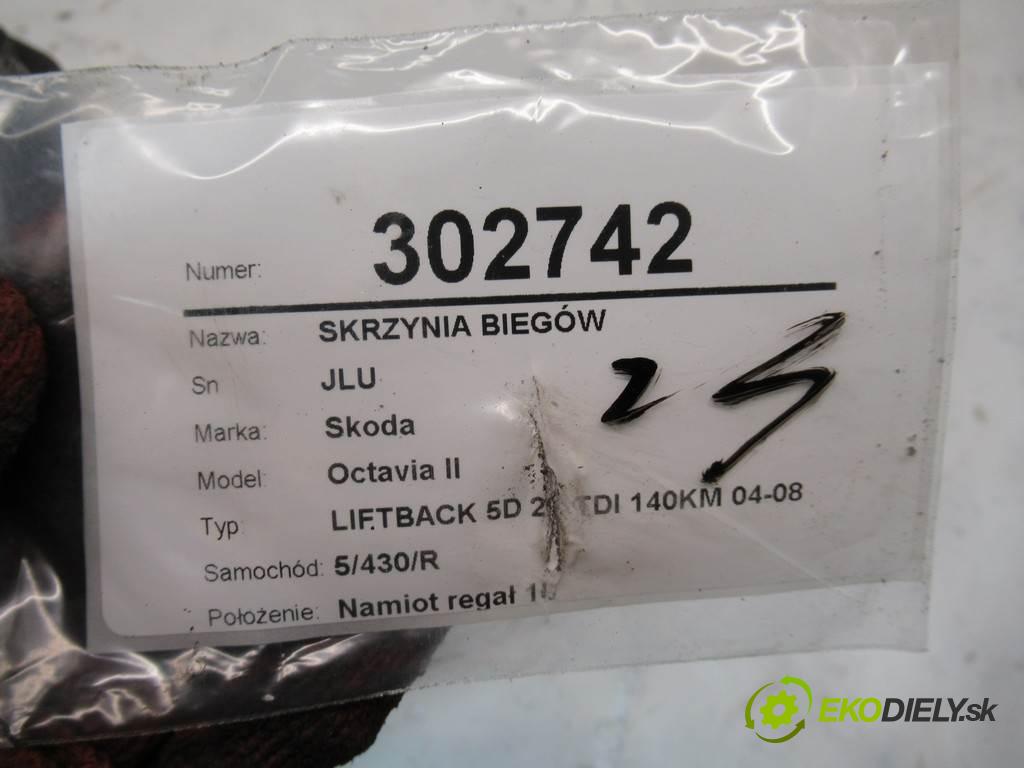 Numer: 302742
Nazwa: SKRZYNIA BIEGÓW
Sn JLU
Marka: Skoda
Model: Octavia II
Typ: LIFTBACK 5D TDI 140KM 04-08
Samochód: 5/430/R
Położenie: Namiot regał
EKODIELY.sk